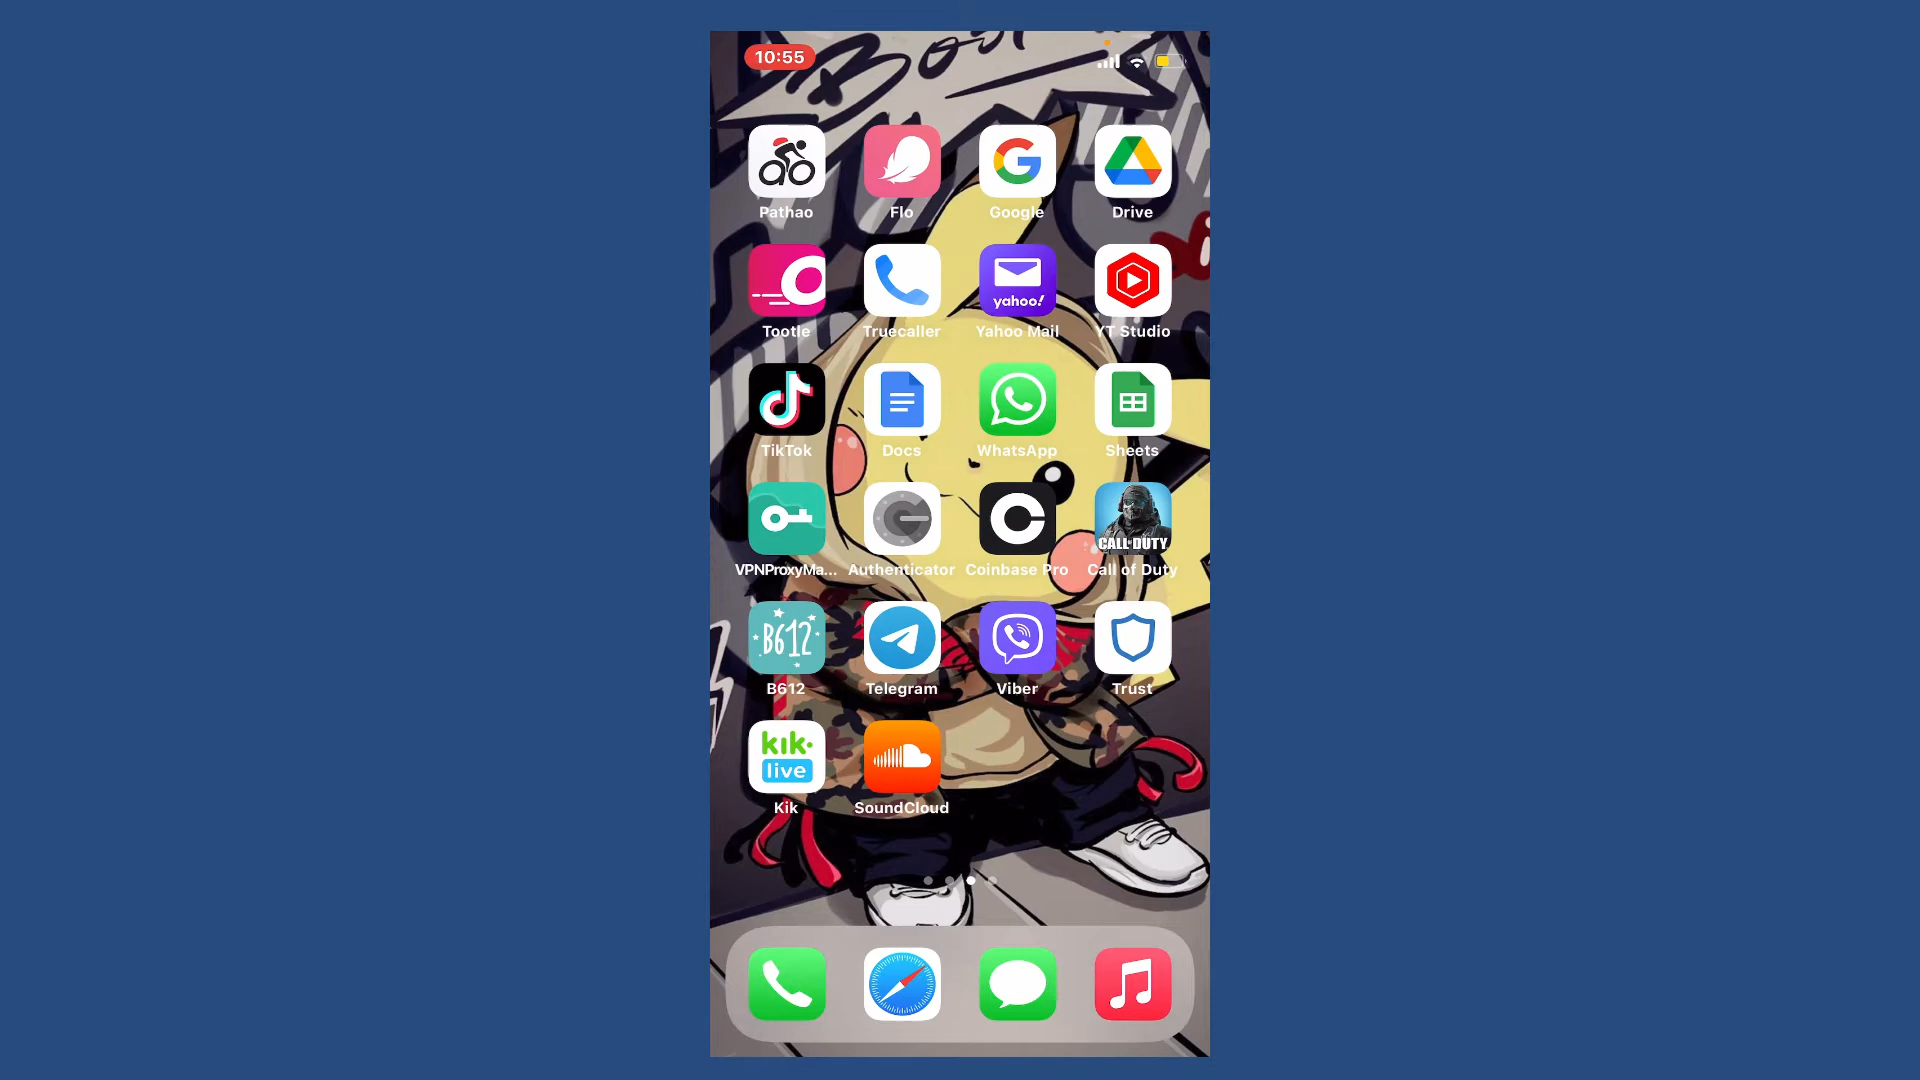 10:55
Pathao Flo Google Drive
yahoo!
Tootle Truecaller Yahoo Mail YT Studio
TikTok Docs WhatsApp Sheets
CALL DUTY
VPNProxyMa... Authenticator Coinbase Pro Call of Duty
B612
B612 Telegram Viber Trust
kik.
live
Kik SoundCloud